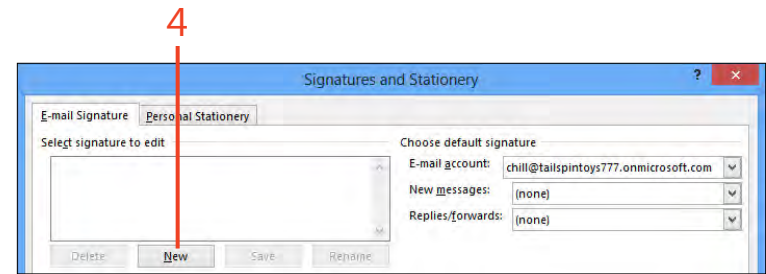 4
Signatures and Stationery ? ×
E-mail Signature Personal Stationery
Select signature to edit Choose default signature
E-mail account: chill@tailspintoys777.onmicrosoft.com
New messages: (none)
Replies/forwards: (none)
Delete New Save Rename